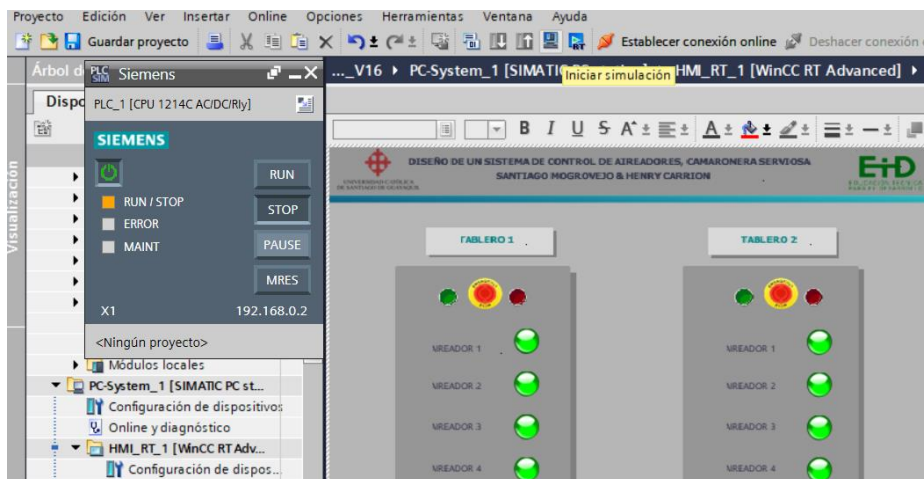 Proyecto Edición Ver Insertar Online Opciones Herramientas Ventana Ayuda
Guardar proyecto
Establecer conexión online
Deshacer conexión
Árbol d
Siemens
..._V16 PC-System_1 [SIMATIC
HMI_RT_1 [WinCC RT Advanced]
Iniciar simulación
Dispo
PLC_1 [CPU 1214C AC/DC/Rly]
SIEMENS
RUN
RUN / STOP
STOP
ERROR
MAINT
PAUSE
MRES
X1 192.168.0.2
<Ningún proyecto>
Visualización
Módulos locales
PC-System_1 [SIMATIC PC st...
Configuración de dispositivos
Online y diagnóstico
HMI_RT_1 [WinCC RT Adv...
Configuración de dispos...
DISEÑO DE UN SISTEMA DE CONTROL DE AIREADORES, CAMARONERA SERVIOSA
SANTIAGO MOGROVEJO & HENRY CARRION
TABLERO 1
TABLERO 2
AIREADOR 1
AIREADOR 1
AIREADOR 2
AIREADOR 2
AIREADOR 3
AIREADOR 3
AIREADOR 4
AIREADOR 4